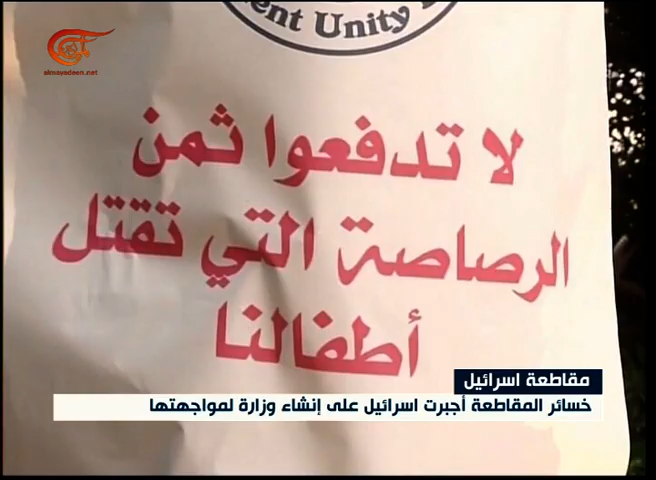 almayadeen.net
ent Unity
لا تدفعوا ثمن
الرصاصة التي تقتل
أطفالنا
مقاطعة اسرائيل
خسائر المقاطعة أجبرت اسرائيل على إنشاء وزارة لمواجهتها